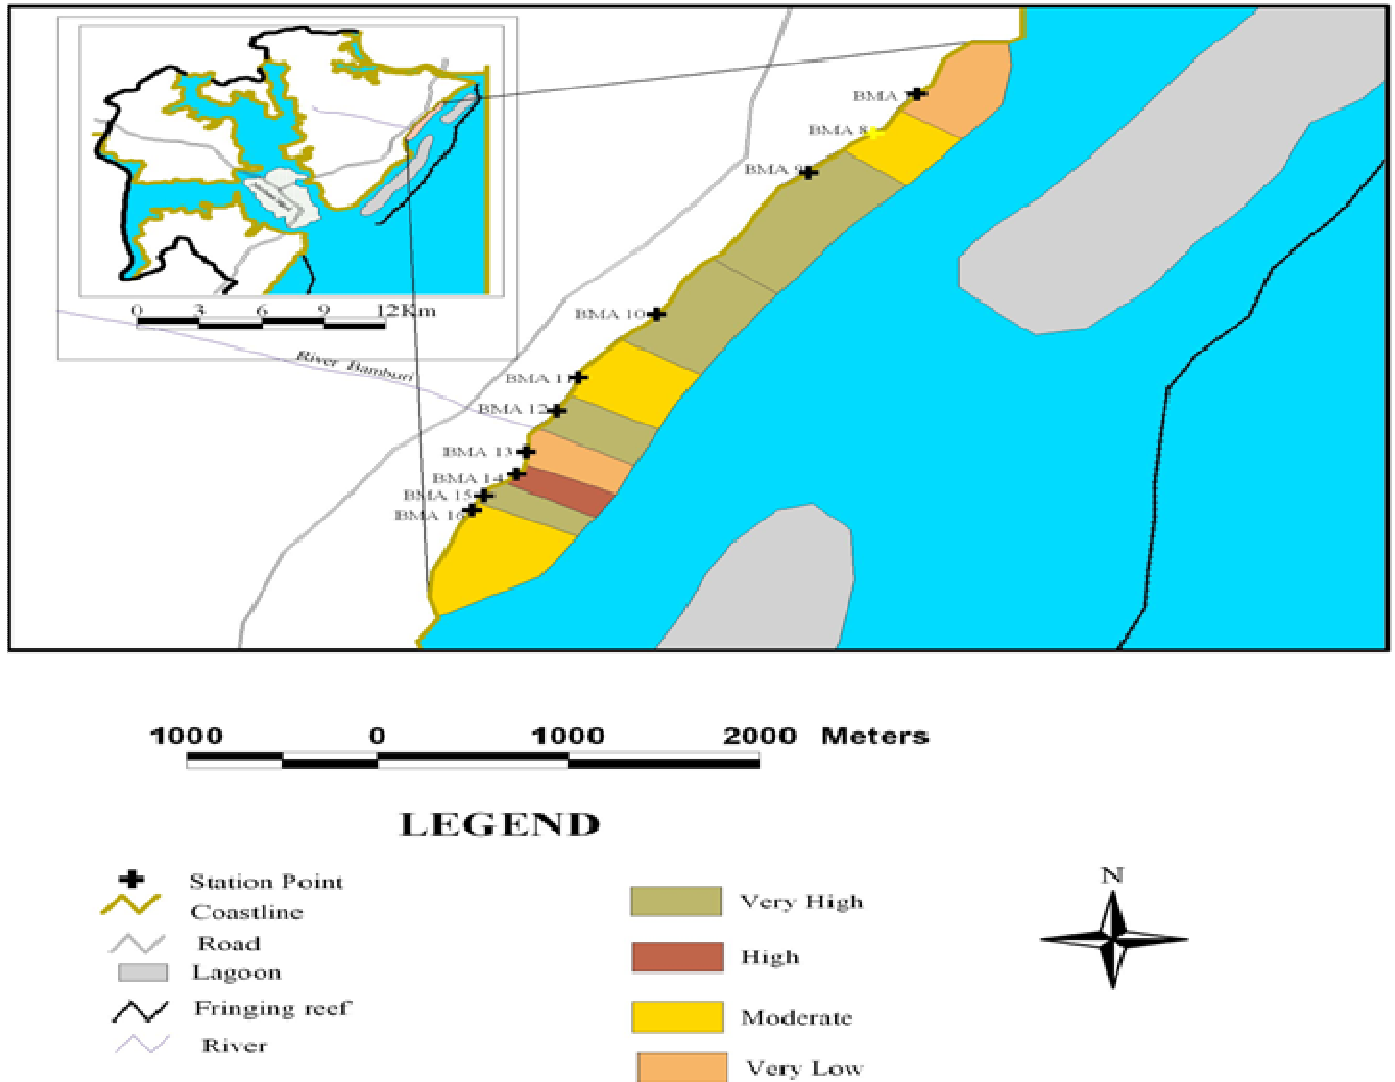 BMA
BMA 8
BMA 9
0 3 6 9 12Km
BMA 10
River Bamburi
BMA 11
BMA 12
BMA 13
BMA 14
BMA 15
BMA 16
1000 0 1000 2000 Meters
LEGEND
Station Point
Coastline
Road
Lagoon
Fringing reef
River
Very High
High
Moderate
Very Low
N